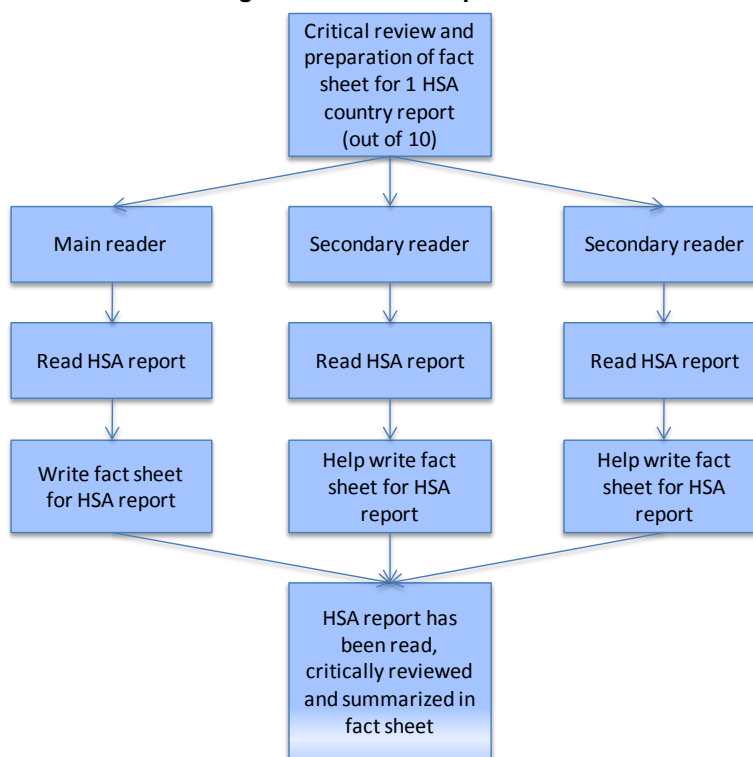 Critical review and
preparation of fact
sheet for 1 HSA
country report
(out of 10)
Main reader
Secondary reader
Secondary reader
Read HSA report
Read HSA report
Read HSA report
Write fact sheet
for HSA report
Help write fact
sheet for HSA
report
Help write fact
sheet for HSA
report
HSA report has
been read,
critically reviewed
and summarized in
fact sheet